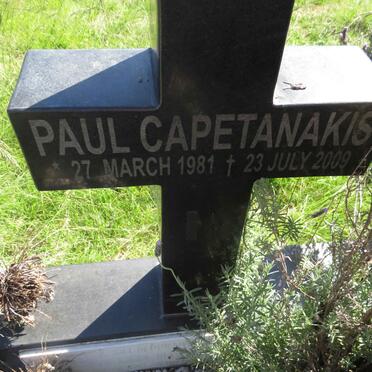 PAUL CAPETANAKIS
* 27 MARCH 1981 † 23 JULY 2009